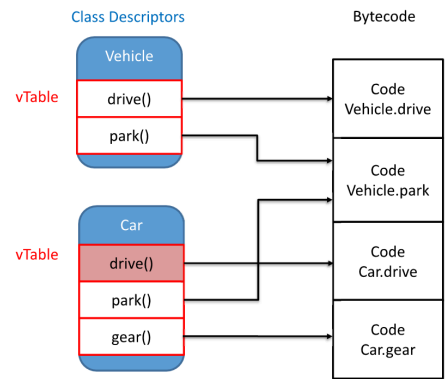 Class Descriptors
Bytecode
Vehicle
vTable
drive()
park()
Code
Vehicle.drive
Code
Vehicle.park
Car
vTable
drive()
park()
gear()
Code
Car.drive
Code
Car.gear